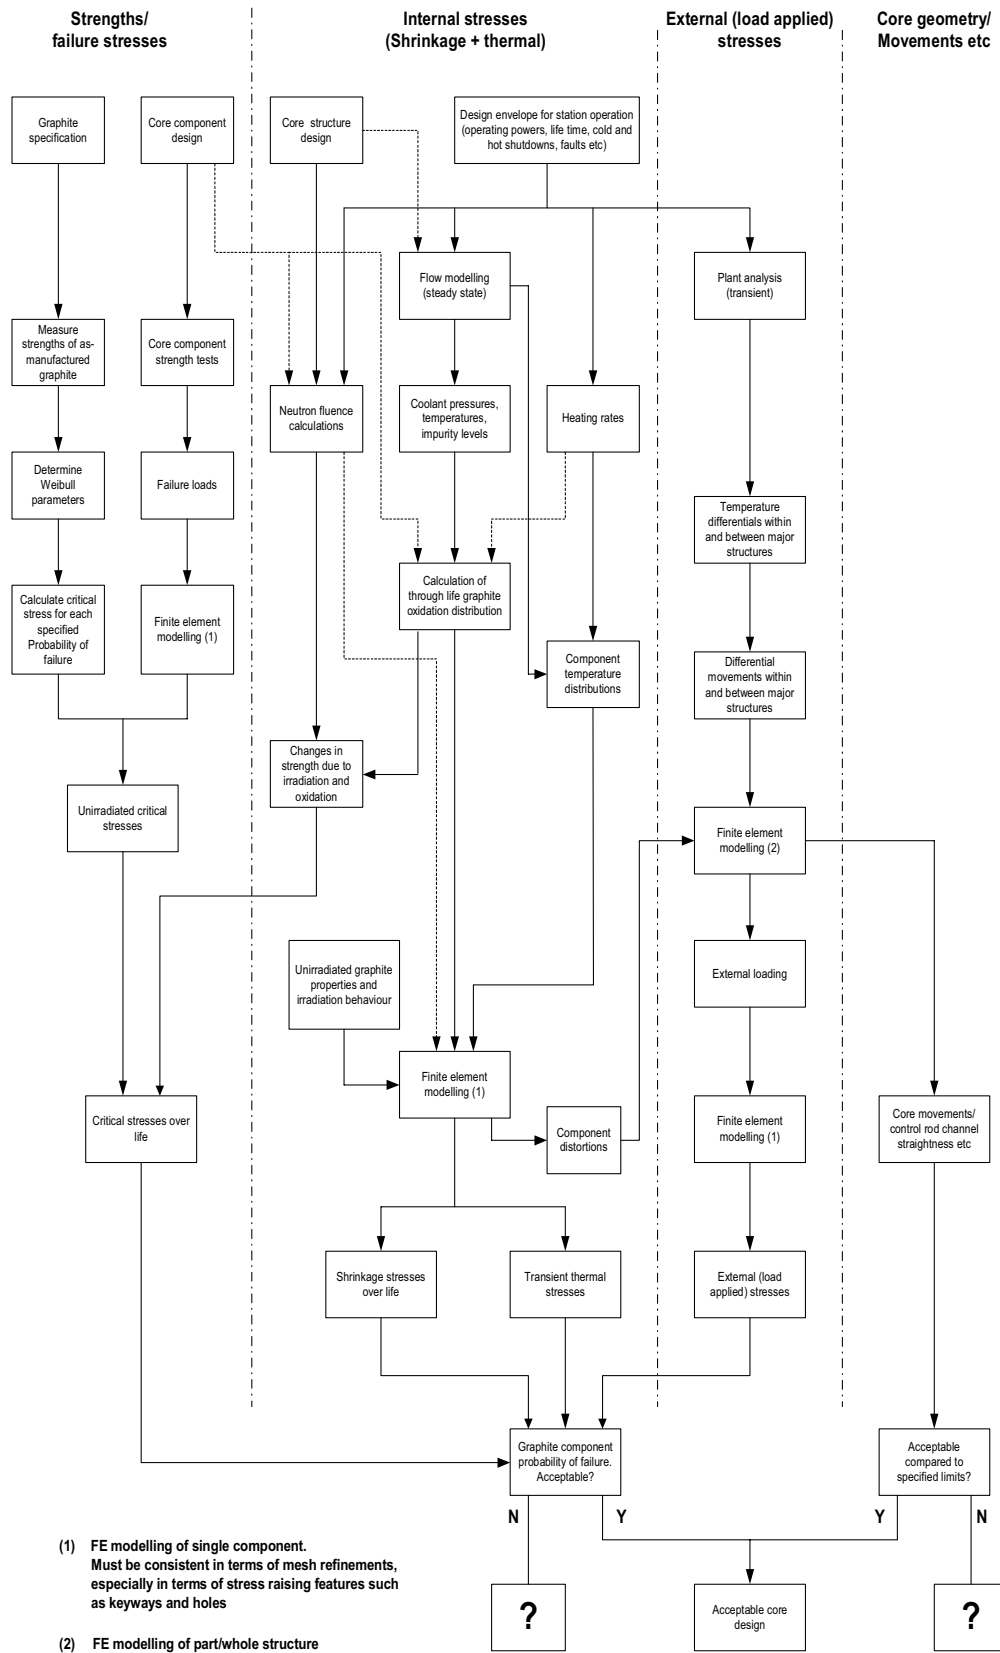 Strengths/
failure stresses
Internal stresses
(Shrinkage + thermal)
External (load applied)
stresses
Core geometry/
Movements etc
Graphite
specification
Core component
design
Core structure
design
Design envelope for station operation
(operating powers, life time, cold and
hot shutdowns, faults etc)
Flow modelling
(steady state)
Plant analysis
(transient)
Measure
strengths of as-
manufactured
graphite
Core component
strength tests
Neutron fluence
calculations
Coolant pressures,
temperatures,
impurity levels
Heating rates
Determine
Weibull
parameters
Failure loads
Temperature
differentials within
and between major
structures
Calculate critical
stress for each
specified
Probability of
failure
Finite element
modelling (1)
Calculation of
through life graphite
oxidation distribution
Component
temperature
distributions
Differential
movements within
and between major
structures
Changes in
strength due to
irradiation and
oxidation
Unirradiated critical
stresses
Finite element
modelling (2)
Unirradiated graphite
properties and
irradiation behaviour
External loading
Finite element
modelling (1)
Critical stresses over
life
Component
distortions
Finite element
modelling (1)
Core movements/
control rod channel
straightness etc
Shrinkage stresses
over life
Transient thermal
stresses
External (load
applied) stresses
Graphite component
probability of failure.
Acceptable?
Acceptable
compared to
specified limits?
N
Y
Y
N
(1) FE modelling of single component.
Must be consistent in terms of mesh refinements,
especially in terms of stress raising features such
as keyways and holes
?
Acceptable core
design
?
(2) FE modelling of part/whole structure